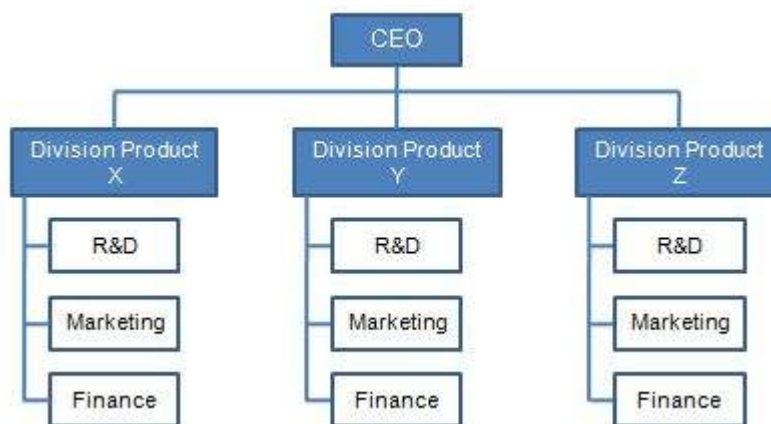 CEO
Division Product
X
Division Product
Y
Division Product
Z
R&D
R&D
R&D
Marketing
Marketing
Marketing
Finance
Finance
Finance